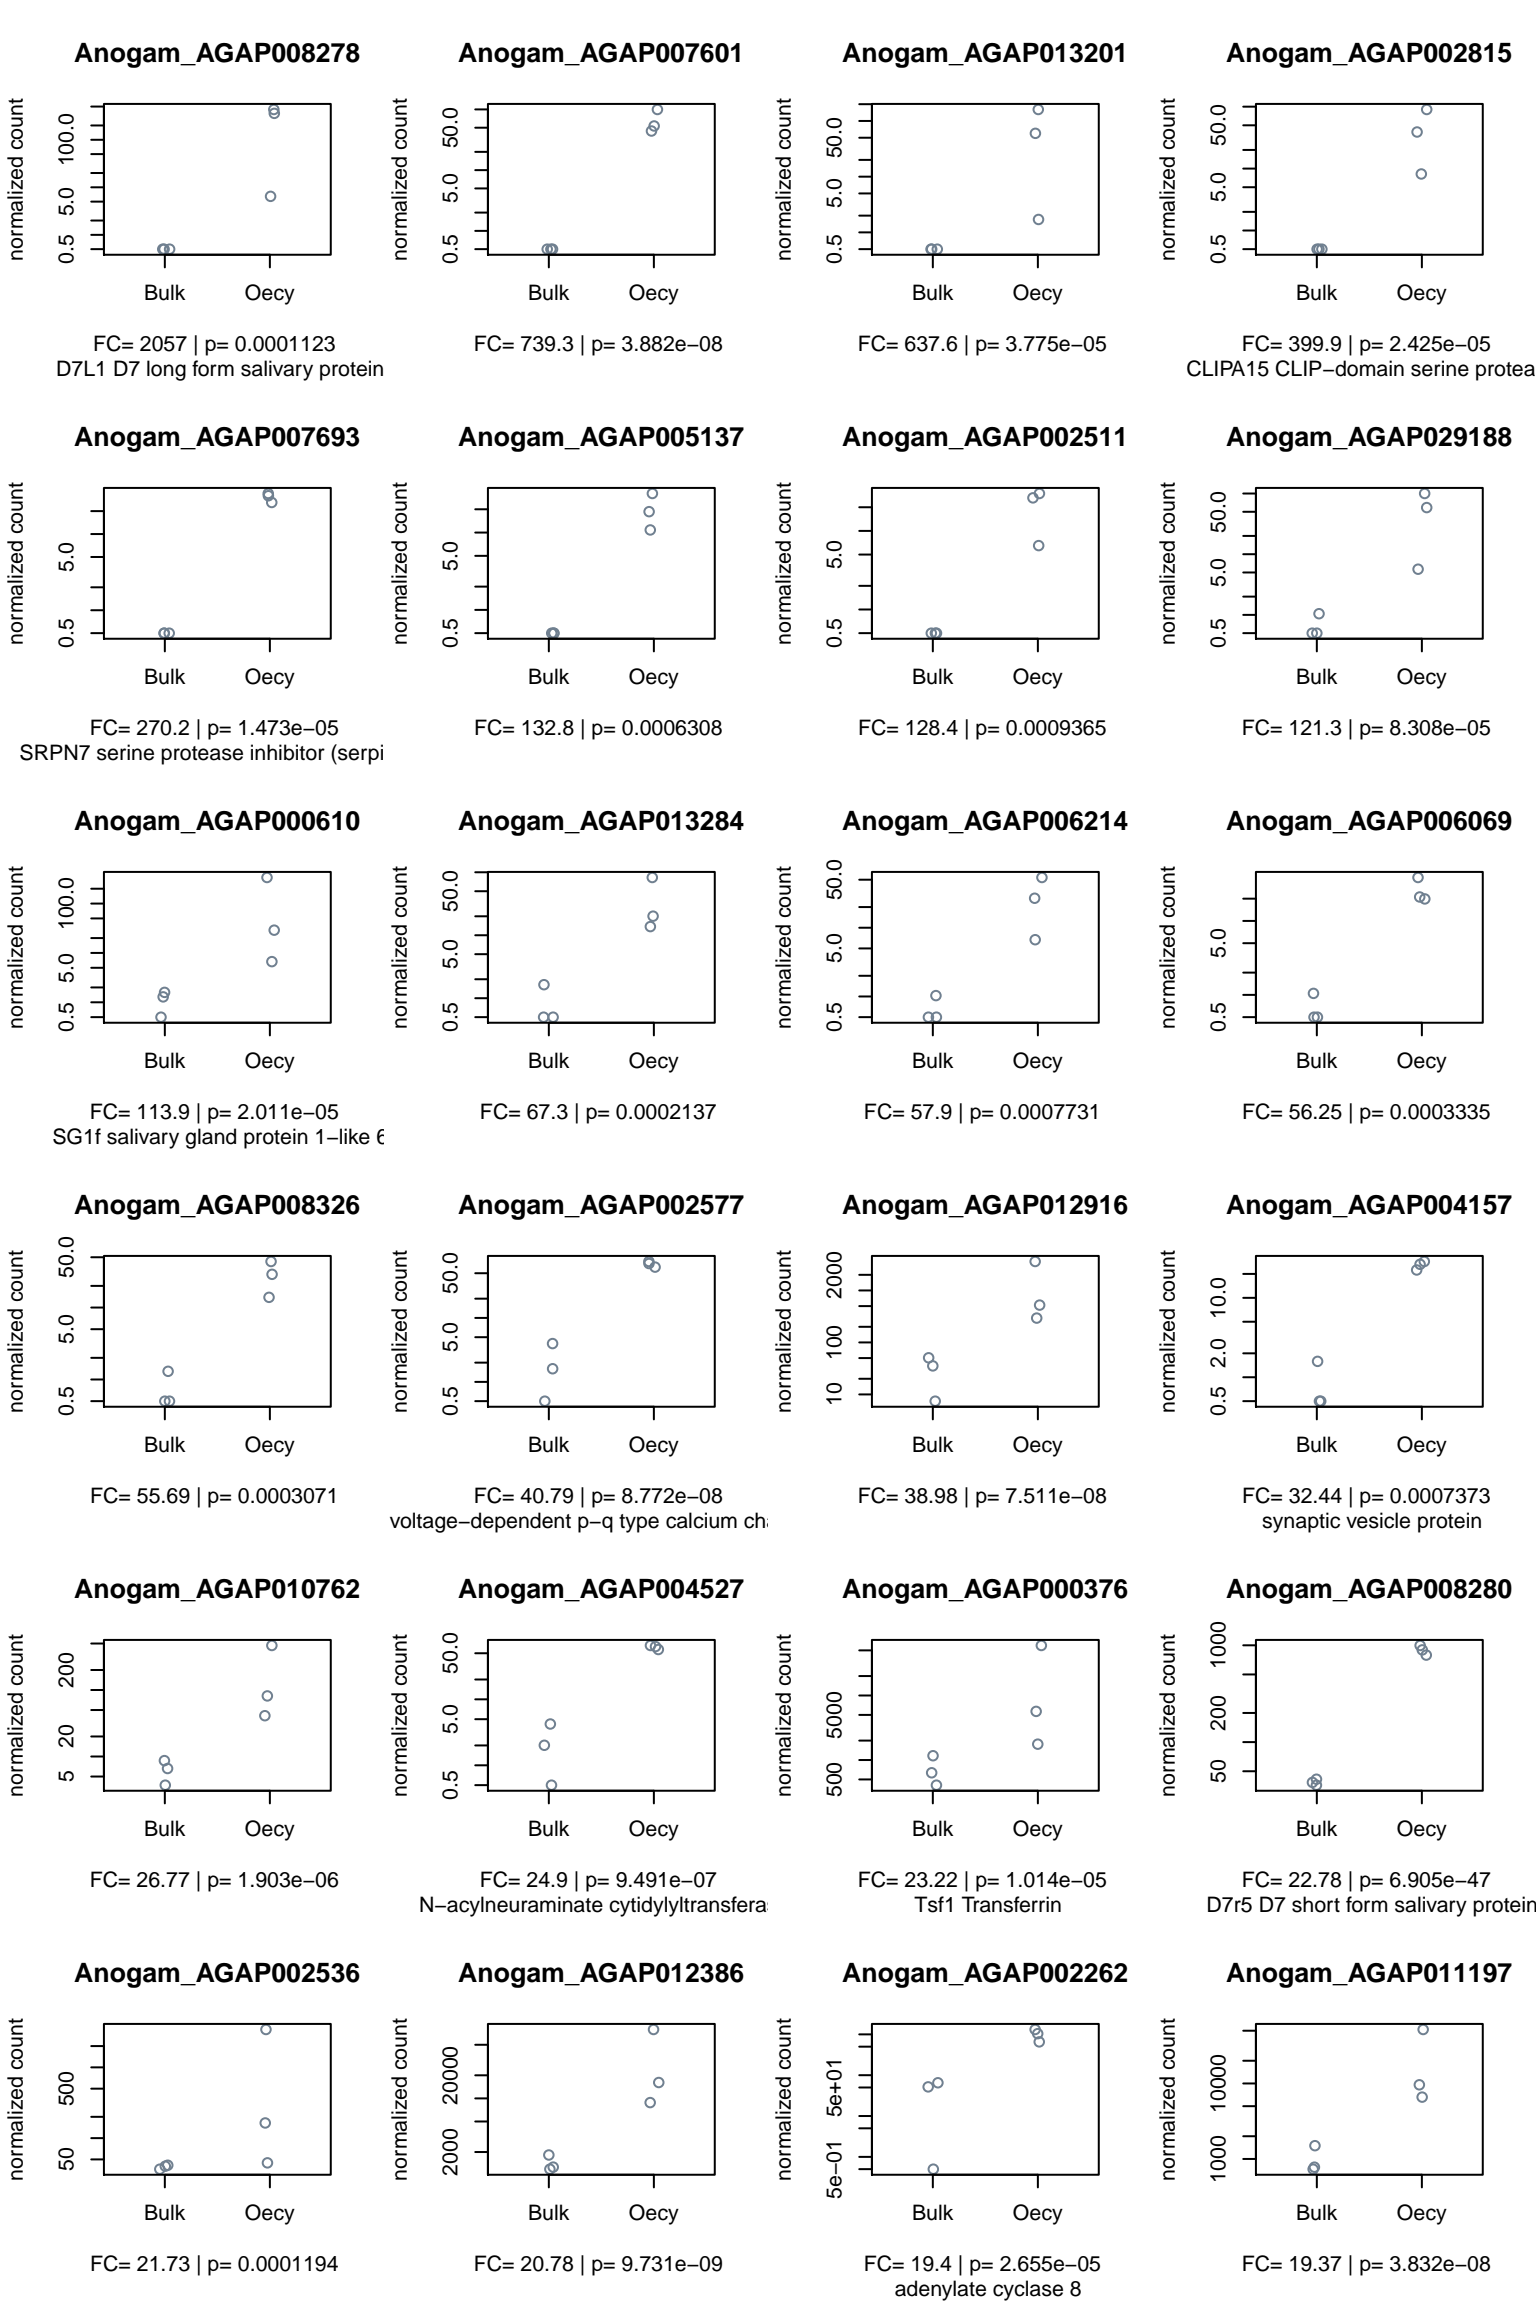 Anogam_AGAP008278
normalized count
0.5 5.0 100.0
Bulk Oecy
FC= 2057 | p= 0.0001123
D7L1 D7 long form salivary protein
Anogam_AGAP007601
normalized count
0.5 5.0 50.0
Bulk Oecy
FC= 739.3 | p= 3.882e−08
Anogam_AGAP013201
normalized count
0.5 5.0 50.0
Bulk Oecy
FC= 637.6 | p= 3.775e−05
Anogam_AGAP002815
normalized count
0.5 5.0 50.0
Bulk Oecy
FC= 399.9 | p= 2.425e−05
CLIPA15 CLIP−domain serine protea
Anogam_AGAP007693
normalized count
0.5 5.0
Bulk Oecy
FC= 270.2 | p= 1.473e−05
SRPN7 serine protease inhibitor (serpi
Anogam_AGAP005137
normalized count
0.5 5.0
Bulk Oecy
FC= 132.8 | p= 0.0006308
Anogam_AGAP002511
normalized count
0.5 5.0
Bulk Oecy
FC= 128.4 | p= 0.0009365
Anogam_AGAP029188
normalized count
0.5 5.0 50.0
Bulk Oecy
FC= 121.3 | p= 8.308e−05
Anogam_AGAP000610
normalized count
0.5 5.0 100.0
Bulk Oecy
FC= 113.9 | p= 2.011e−05
SG1f salivary gland protein 1−like 6
Anogam_AGAP013284
normalized count
0.5 5.0 50.0
Bulk Oecy
FC= 67.3 | p= 0.0002137
Anogam_AGAP006214
normalized count
0.5 5.0 50.0
Bulk Oecy
FC= 57.9 | p= 0.0007731
Anogam_AGAP006069
normalized count
0.5 5.0
Bulk Oecy
FC= 56.25 | p= 0.0003335
Anogam_AGAP008326
normalized count
0.5 5.0 50.0
Bulk Oecy
FC= 55.69 | p= 0.0003071
Anogam_AGAP002577
normalized count
0.5 5.0 50.0
Bulk Oecy
FC= 40.79 | p= 8.772e−08
voltage−dependent p−q type calcium cha
Anogam_AGAP012916
normalized count
10 100 2000
Bulk Oecy
FC= 38.98 | p= 7.511e−08
Anogam_AGAP004157
normalized count
0.5 2.0 10.0
Bulk Oecy
FC= 32.44 | p= 0.0007373
synaptic vesicle protein
Anogam_AGAP010762
normalized count
5 20 200
Bulk Oecy
FC= 26.77 | p= 1.903e−06
Anogam_AGAP004527
normalized count
0.5 5.0 50.0
Bulk Oecy
FC= 24.9 | p= 9.491e−07
N−acylneuraminate cytidylyltransfera
Anogam_AGAP000376
normalized count
500 5000
Bulk Oecy
FC= 23.22 | p= 1.014e−05
Tsf1 Transferrin
Anogam_AGAP008280
normalized count
50 200 1000
Bulk Oecy
FC= 22.78 | p= 6.905e−47
D7r5 D7 short form salivary protein
Anogam_AGAP002536
normalized count
50 500
Bulk Oecy
FC= 21.73 | p= 0.0001194
Anogam_AGAP012386
normalized count
2000 20000
Bulk Oecy
FC= 20.78 | p= 9.731e−09
Anogam_AGAP002262
normalized count
5e−01 5e+01
Bulk Oecy
FC= 19.4 | p= 2.655e−05
adenylate cyclase 8
Anogam_AGAP011197
normalized count
1000 10000
Bulk Oecy
FC= 19.37 | p= 3.832e−08